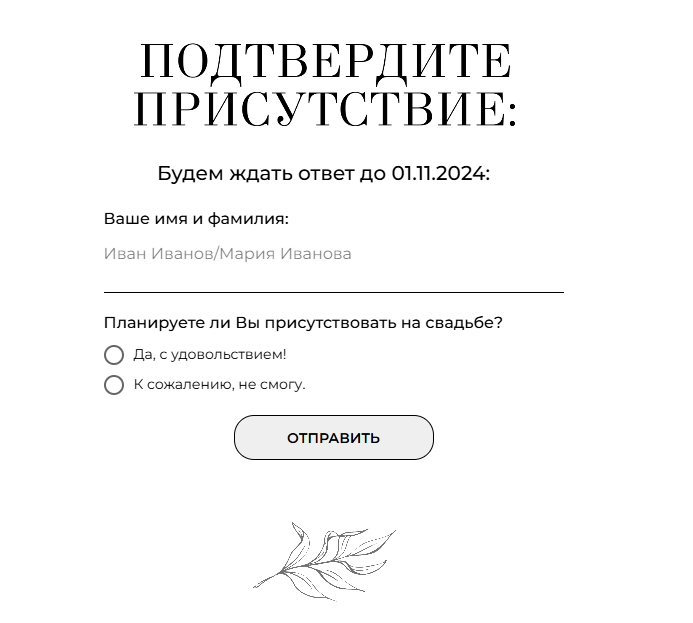 ПОДТВЕРДИТЕ
ПРИСУТСТВИЕ:
Будем ждать ответ до 01.11.2024:
Ваше имя и фамилия:
Иван Иванов/Мария Иванова
Планируете ли Вы присутствовать на свадьбе?
Да, с удовольствием!
К сожалению, не смогу.
ОТПРАВИТЬ